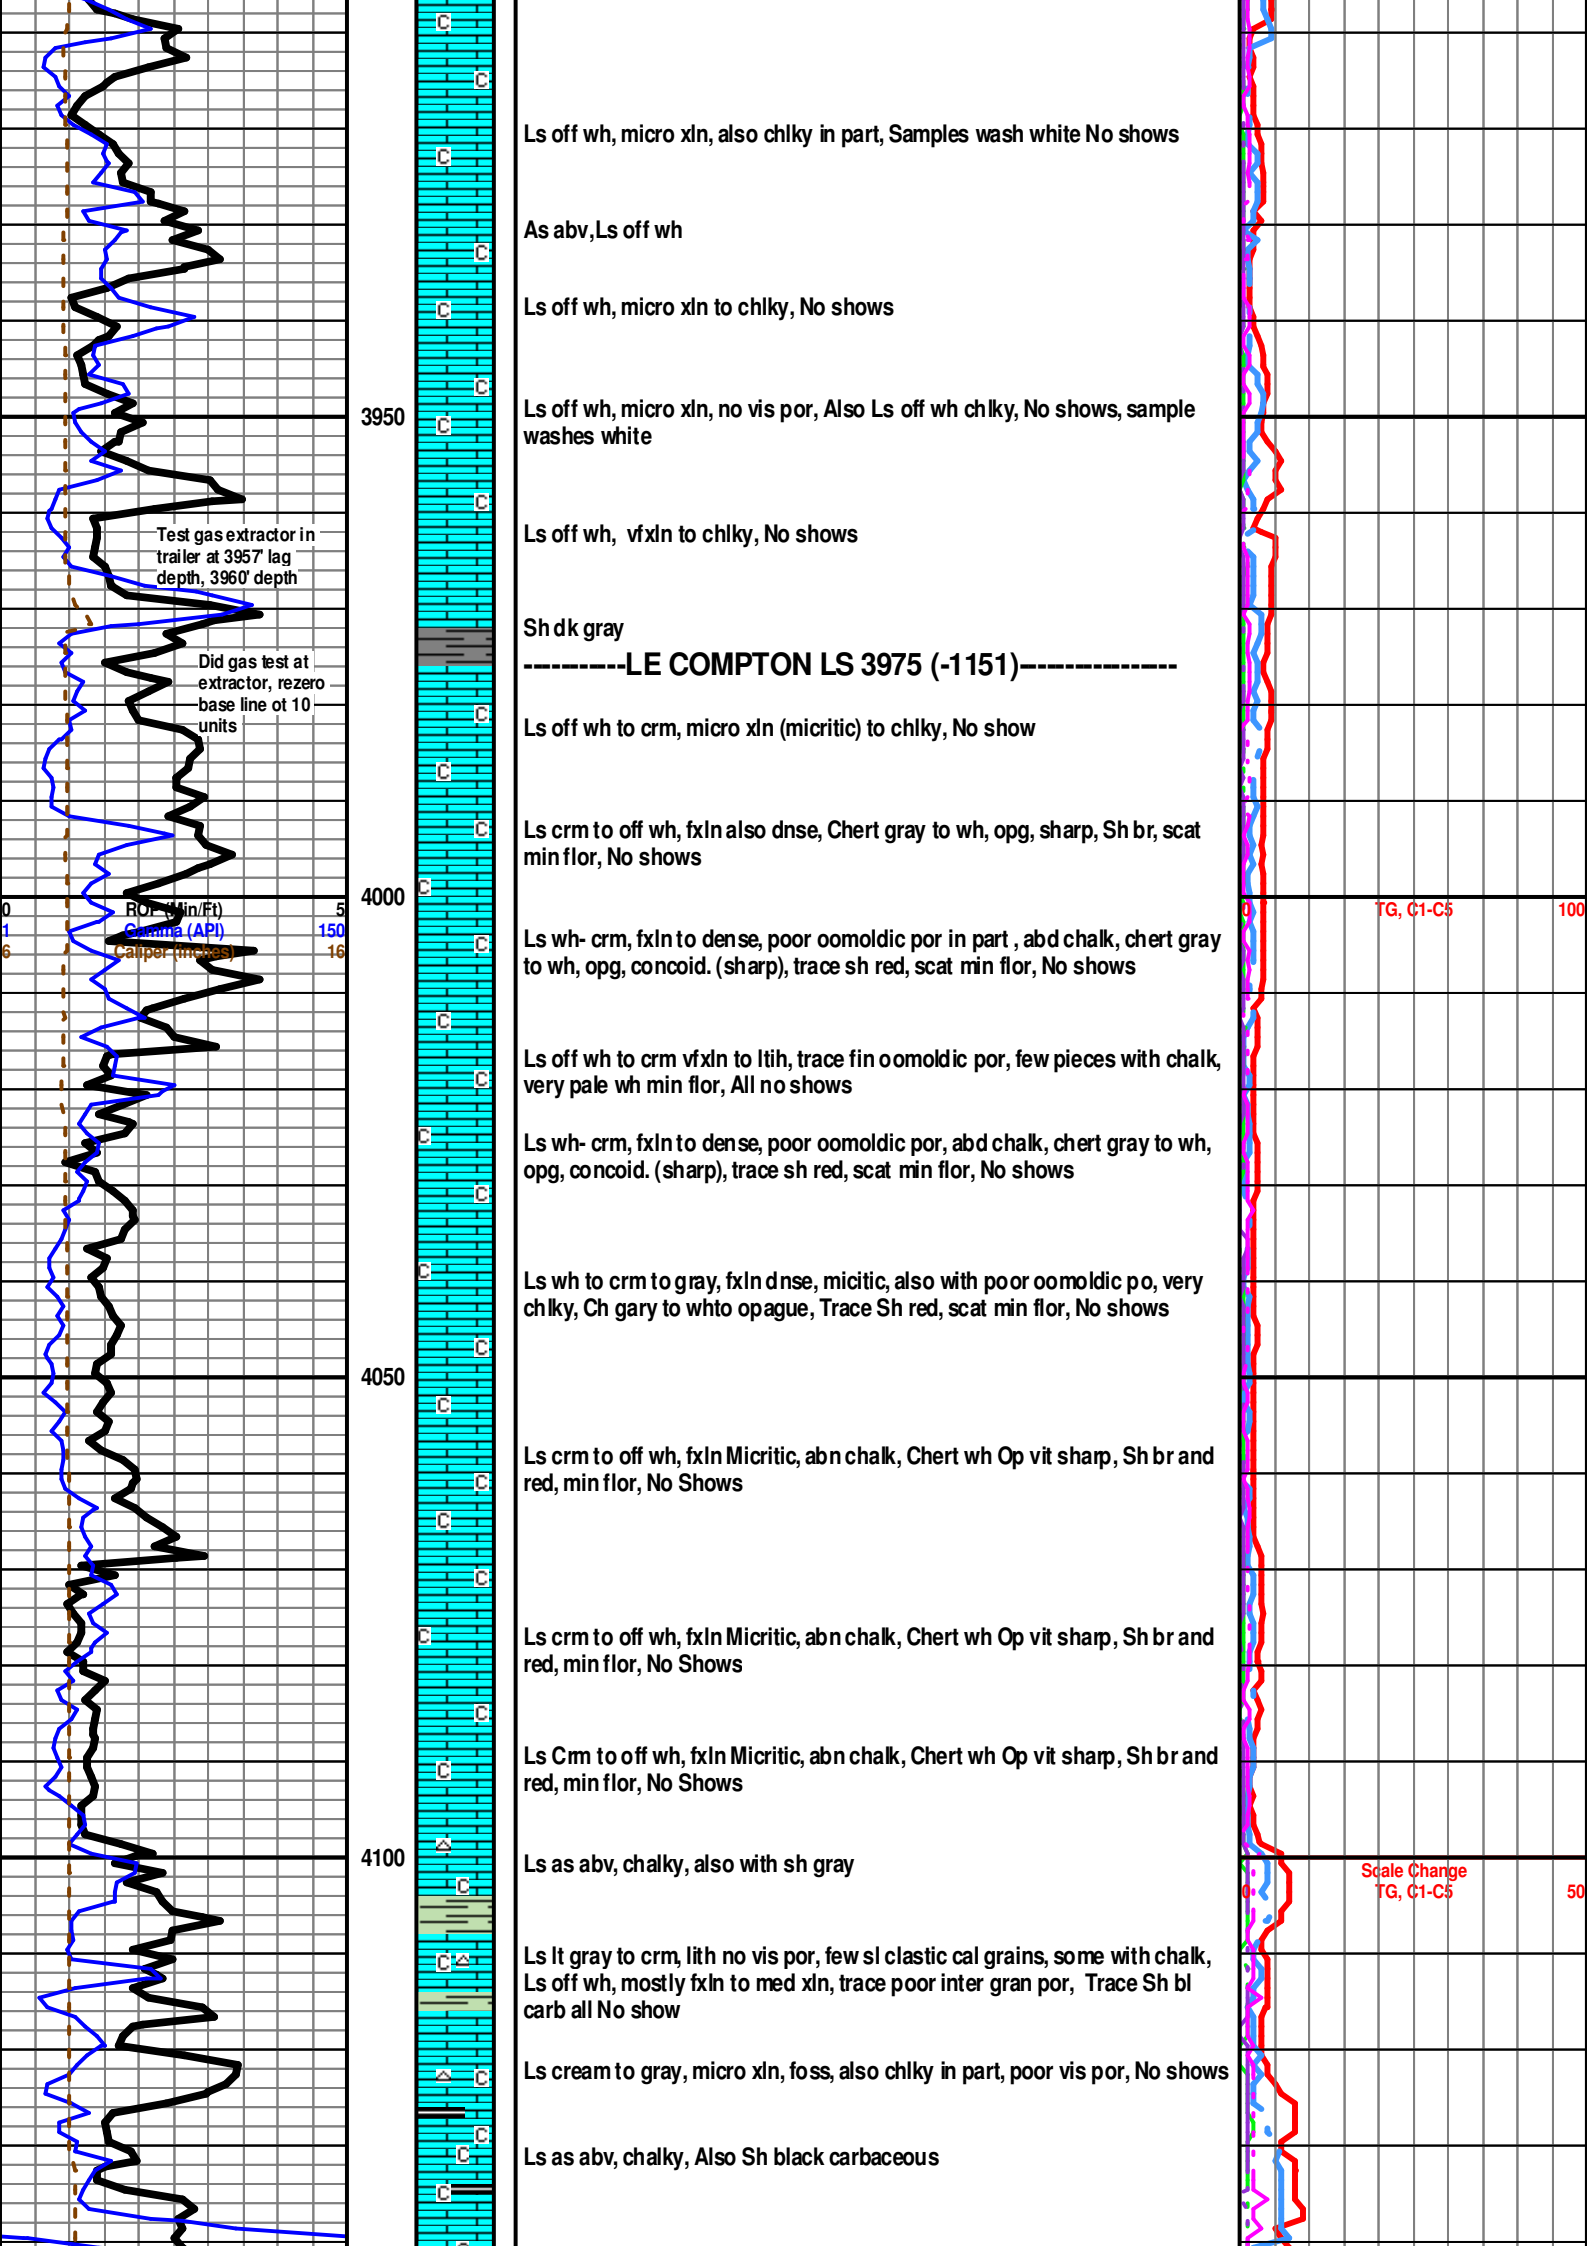 Ls off wh, micro xln, also chlky in part, Samples wash white No shows
As abv,Ls off wh
Ls off wh, micro xln to chlky, No shows
3950
Ls off wh, micro xln, no vis por, Also Ls off wh chlky, No shows, sample
washes white
Ls off wh, vfxln to chlky, No shows
Test gas extractor in
trailer at 3957' lag
depth, 3960' depth
Sh dk gray
-----------LE COMPTON LS 3975 (-1151)-----------------
Did gas test at
extractor, rezero
base line ot 10
units
Ls off wh to crm, micro xln (micritic) to chlky, No show
Ls crm to off wh, fxln also dnse, Chert gray to wh, opg, sharp, Sh br, scat
min flor, No shows
4000
0 ROP (Min/Ft) 5
1 Gamma (API) 150
6 Caliper (inches) 16
0 TG, C1-C5 100
Ls wh- crm, fxln to dense, poor oomoldic por in part , abd chalk, chert gray
to wh, opg, concoid. (sharp), trace sh red, scat min flor, No shows
Ls off wh to crm vfxln to ltih, trace fin oomoldic por, few pieces with chalk,
very pale wh min flor, All no shows
Ls wh- crm, fxln to dense, poor oomoldic por, abd chalk, chert gray to wh,
opg, concoid. (sharp), trace sh red, scat min flor, No shows
Ls wh to crm to gray, fxln dnse, micitic, also with poor oomoldic po, very
chlky, Ch gary to whto opague, Trace Sh red, scat min flor, No shows
4050
Ls crm to off wh, fxln Micritic, abn chalk, Chert wh Op vit sharp, Sh br and
red, min flor, No Shows
Ls crm to off wh, fxln Micritic, abn chalk, Chert wh Op vit sharp, Sh br and
red, min flor, No Shows
Ls Crm to off wh, fxln Micritic, abn chalk, Chert wh Op vit sharp, Sh br and
red, min flor, No Shows
4100
Ls as abv, chalky, also with sh gray
Scale Change
0 TG, C1-C5 50
Ls lt gray to crm, lith no vis por, few sl clastic cal grains, some with chalk,
Ls off wh, mostly fxln to med xln, trace poor inter gran por, Trace Sh bl
carb all No show
Ls cream to gray, micro xln, foss, also chlky in part, poor vis por, No shows
Ls as abv, chalky, Also Sh black carbaceous